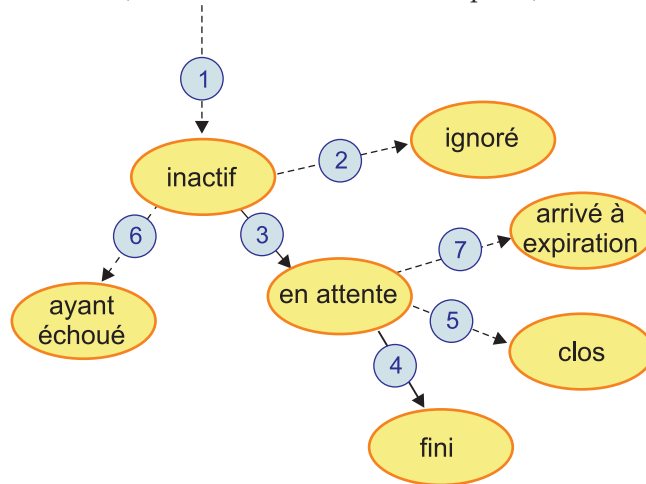 1
ignoré
2
inactif
arrivé à
expiration
6
3
7
en attente
ayant
échoué
5
clos
4
fini